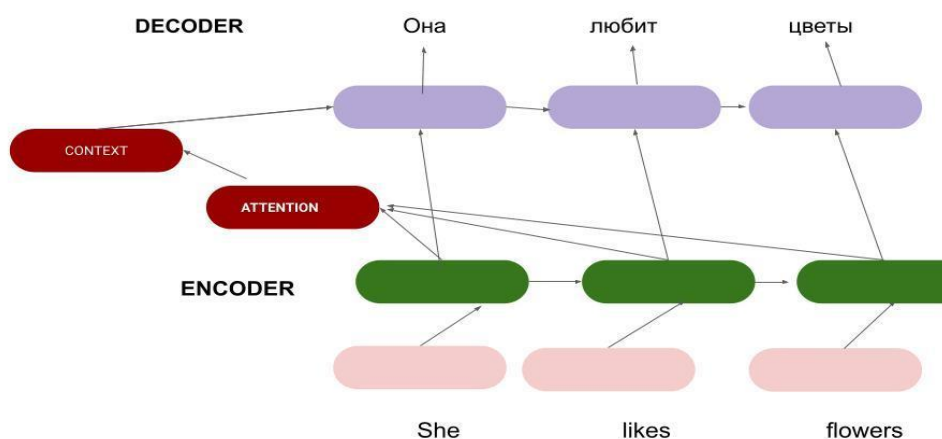 DECODER Она любит цветы
CONTEXT
ATTENTION
ENCODER
She likes flowers